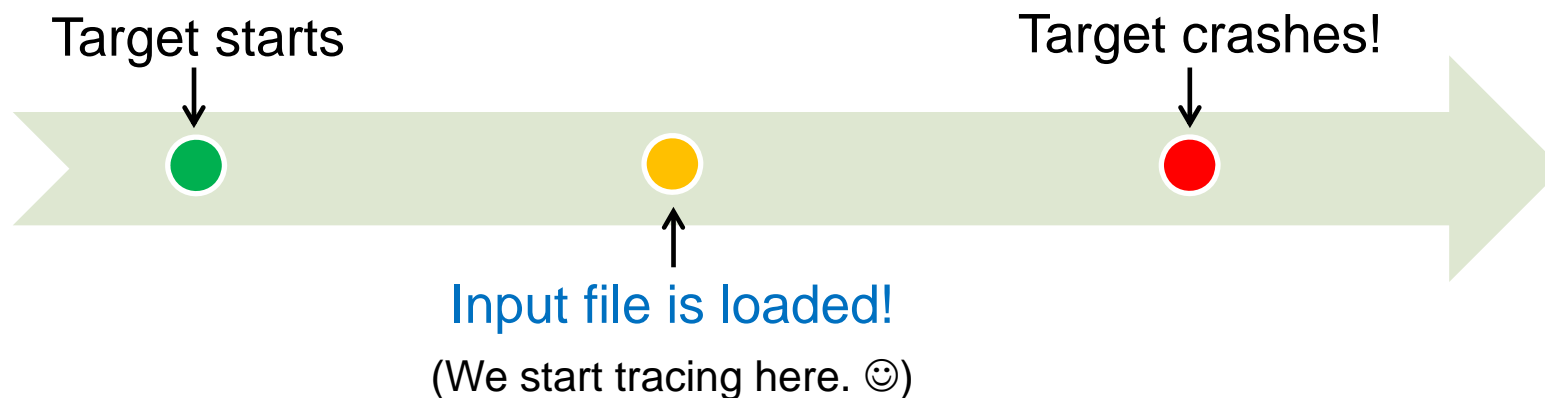 Target starts
Target crashes!
Input file is loaded!
(We start tracing here. ☺)